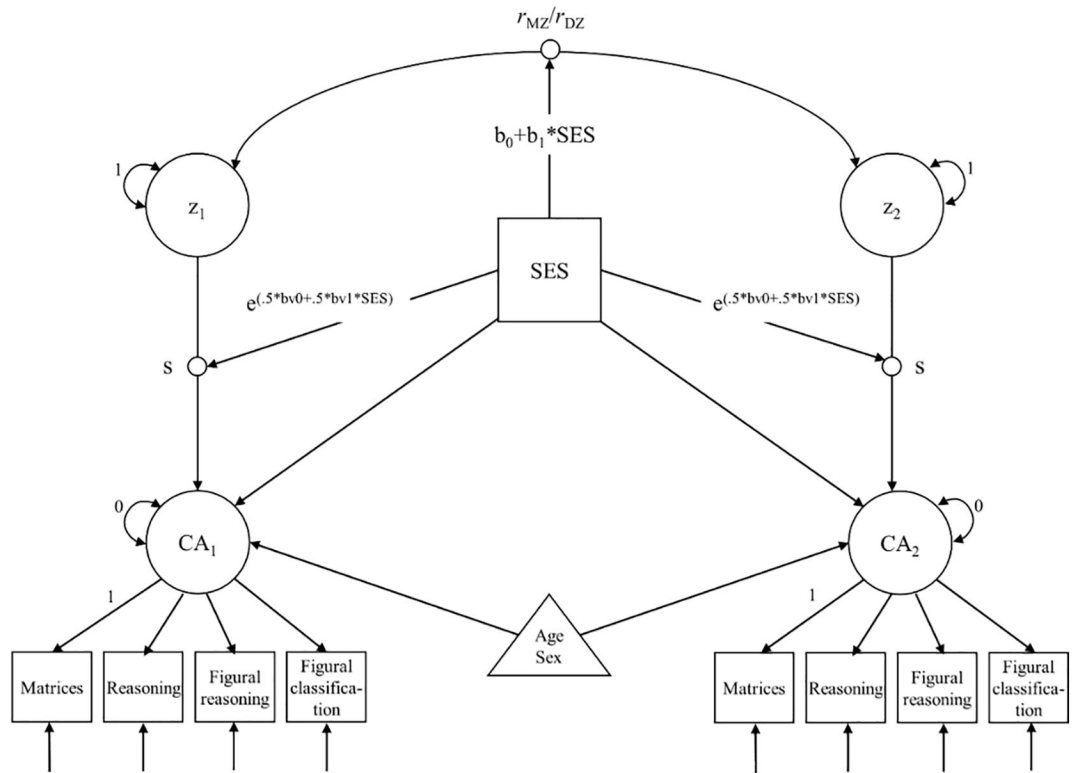 r_MZ/r_DZ
b₀+b₁*SES
1
z₁
1
z₂
SES
e^(.5*bv0+.5*bv1*SES)
e^(.5*bv0+.5*bv1*SES)
S
S
0
CA₁
0
CA₂
1
1
Age
Sex
Matrices
Reasoning
Figural
reasoning
Figural
classifica-
tion
Matrices
Reasoning
Figural
reasoning
Figural
classifica-
tion